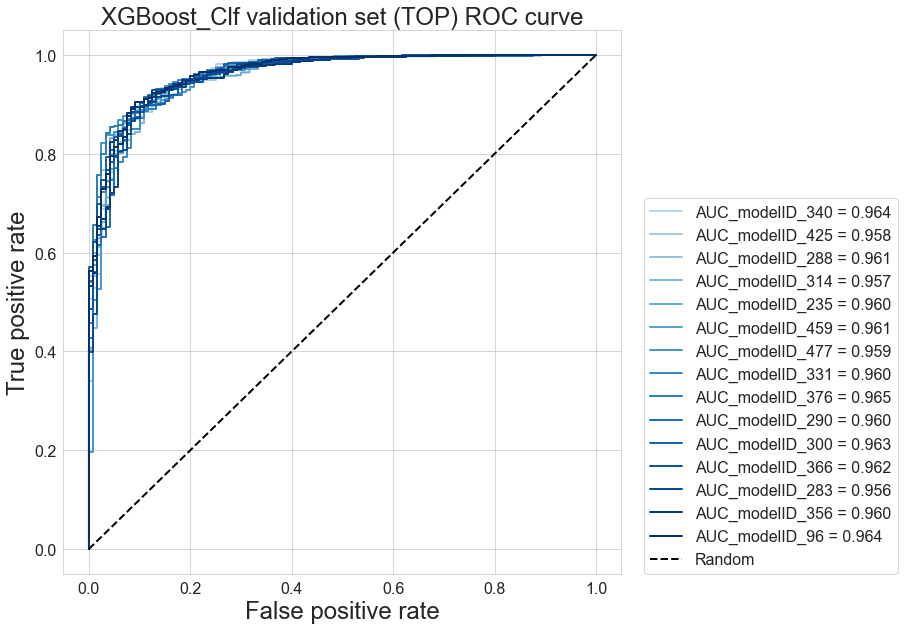 XGBoost_Clf validation set (TOP) ROC curve
True positive rate
1.0
0.8
0.6
0.4
0.2
0.0
0.0 0.2 0.4 0.6 0.8 1.0
False positive rate
AUC_modelID_340 = 0.964
AUC_modelID_425 = 0.958
AUC_modelID_288 = 0.961
AUC_modelID_314 = 0.957
AUC_modelID_235 = 0.960
AUC_modelID_459 = 0.961
AUC_modelID_477 = 0.959
AUC_modelID_331 = 0.960
AUC_modelID_376 = 0.965
AUC_modelID_290 = 0.960
AUC_modelID_300 = 0.963
AUC_modelID_366 = 0.962
AUC_modelID_283 = 0.956
AUC_modelID_356 = 0.960
AUC_modelID_96 = 0.964
Random